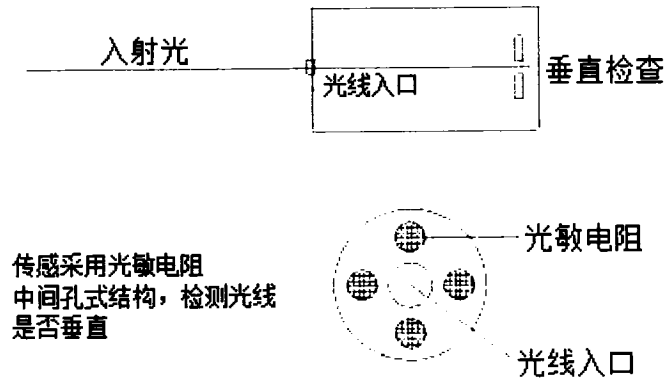 入射光
光线入口
垂直检查
光敏电阻
传感采用光敏电阻
中间孔式结构，检测光线
是否垂直
光线入口